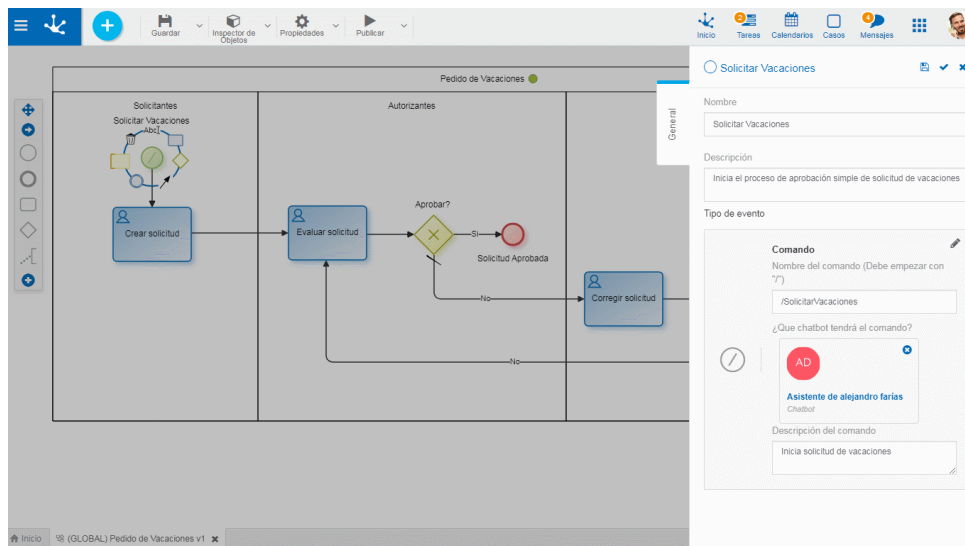 Guardar
Inspector de
Objetos
Propiedades
Publicar
Inicio
2
Tareas
Calendarios
Casos
4
Mensajes
Pedido de Vacaciones
Solicitantes
Autorizantes
Solicitar Vacaciones
Abc
Crear solicitud
Evaluar solicitud
Aprobar?
Si
Solicitud Aprobada
No
Corregir solicitud
No
General
Solicitar Vacaciones
Nombre
Solicitar Vacaciones
Descripción
Inicia el proceso de aprobación simple de solicitud de vacaciones
Tipo de evento
Comando
Nombre del comando (Debe empezar con
"/")
/SolicitarVacaciones
¿Que chatbot tendrá el comando?
AD
Asistente de alejandro farías
Chatbot
Descripción del comando
Inicia solicitud de vacaciones
Inicio
(GLOBAL) Pedido de Vacaciones v1